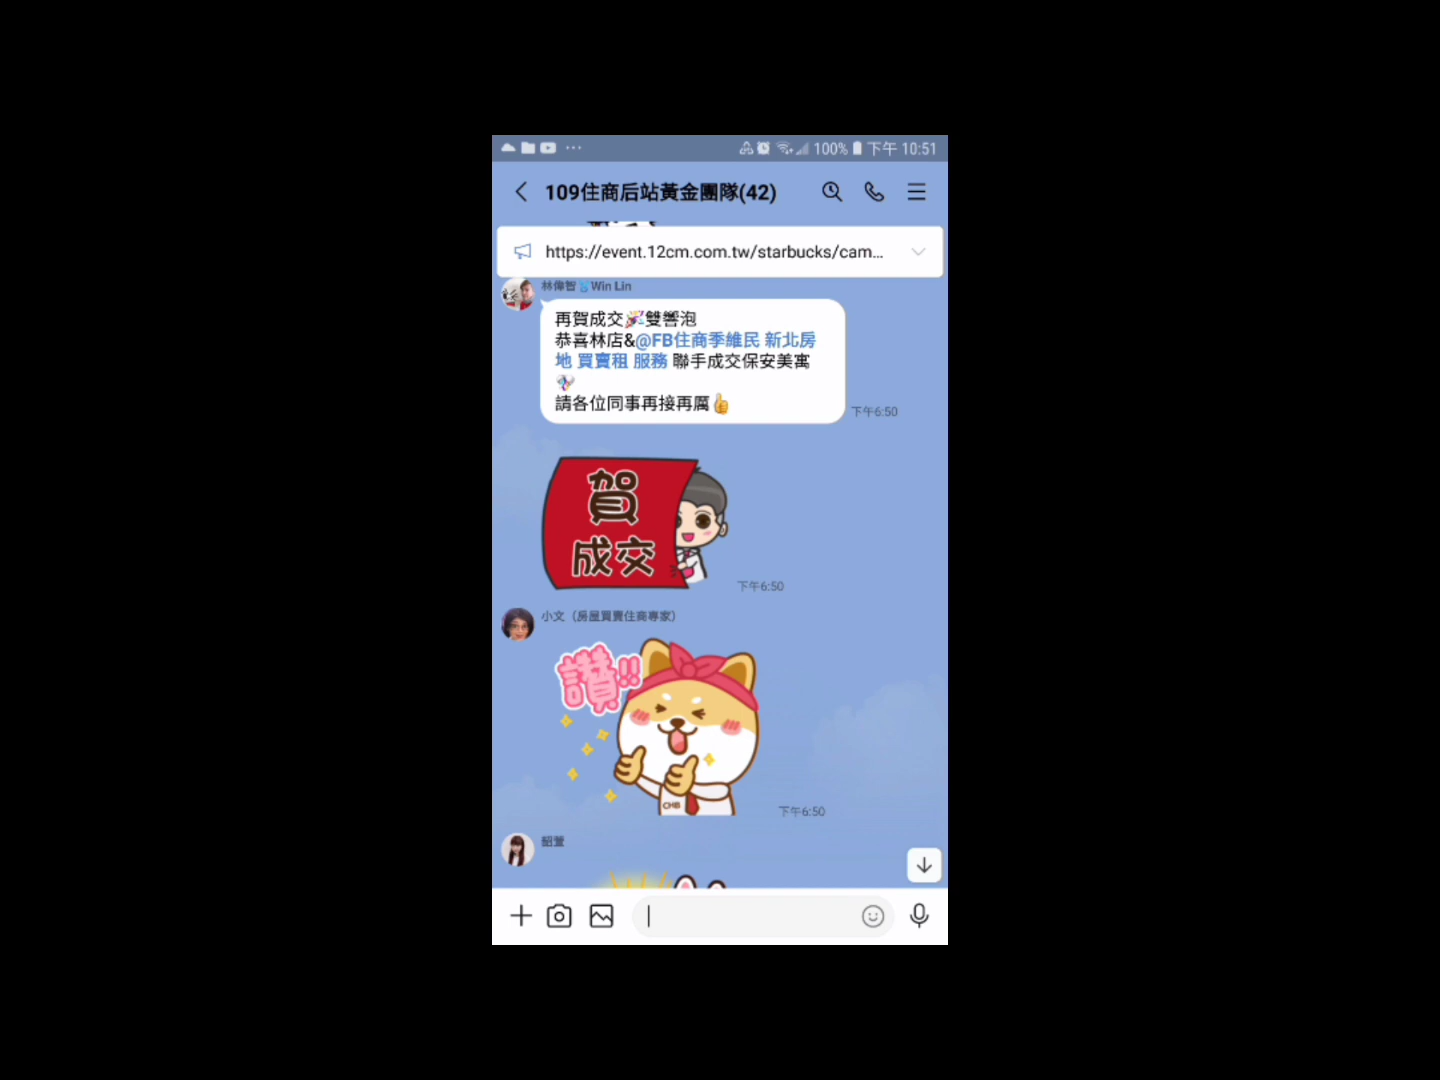 100% 下午 10:51
109住商后站黃金團隊(42)
https://event.12cm.com.tw/starbucks/cam...
林偉智 Win Lin
再賀成交🎉雙響泡
恭喜林店&@FB住商季維民 新北房
地 買賣租 服務 聯手成交保安美寓
請各位同事再接再厲👍
下午6:50
賀
成交
下午6:50
小文（房屋買賣住商專家）
讚!!
CHB
下午6:50
貂萱